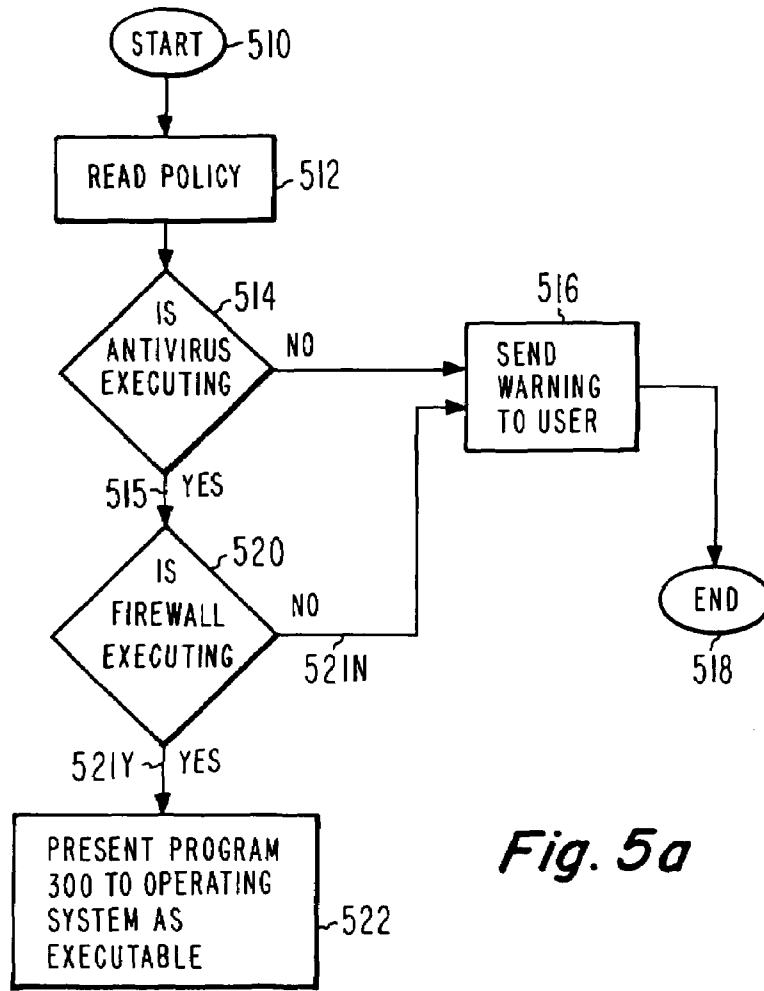 START
510
READ POLICY
512
IS
ANTIVIRUS
EXECUTING
514
NO
516
SEND
WARNING
TO USER
515
YES
IS
FIREWALL
EXECUTING
520
NO
521N
END
518
521Y
YES
PRESENT PROGRAM
300 TO OPERATING
SYSTEM AS
EXECUTABLE
522
Fig. 5a